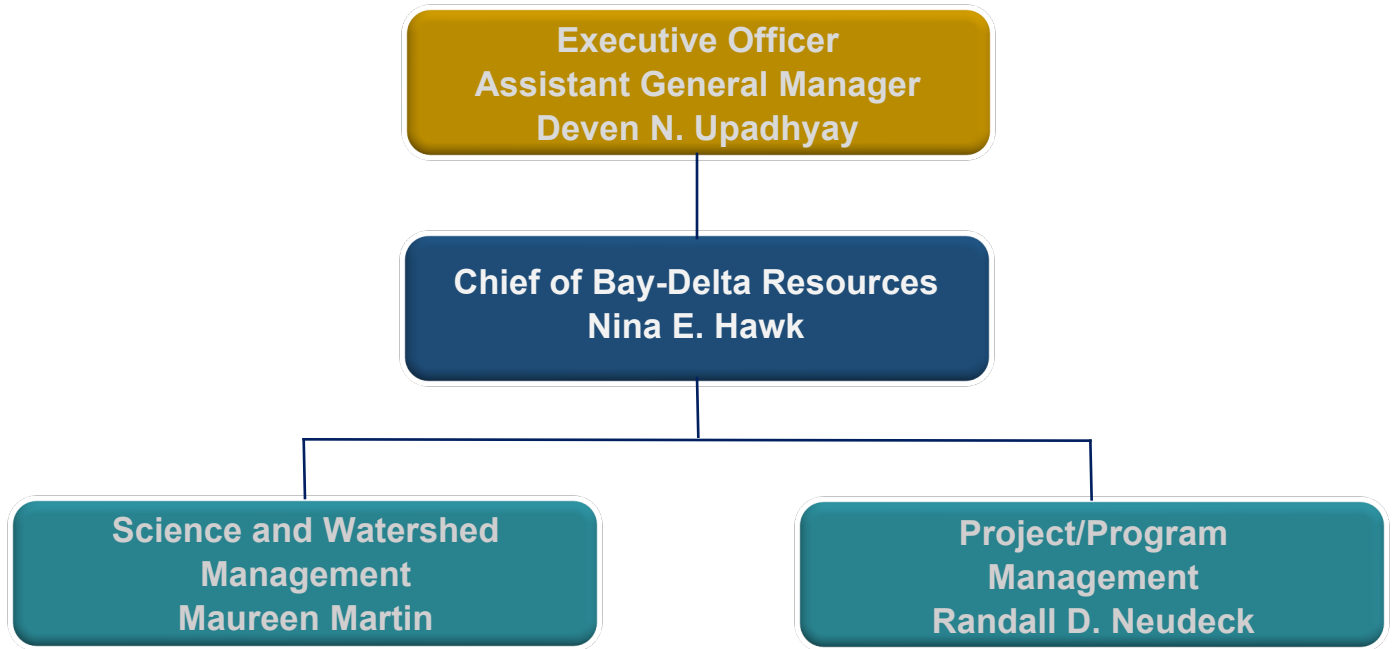 Executive Officer
Assistant General Manager
Deven N. Upadhyay
Chief of Bay-Delta Resources
Nina E. Hawk
Science and Watershed
Management
Maureen Martin
Project/Program
Management
Randall D. Neudeck